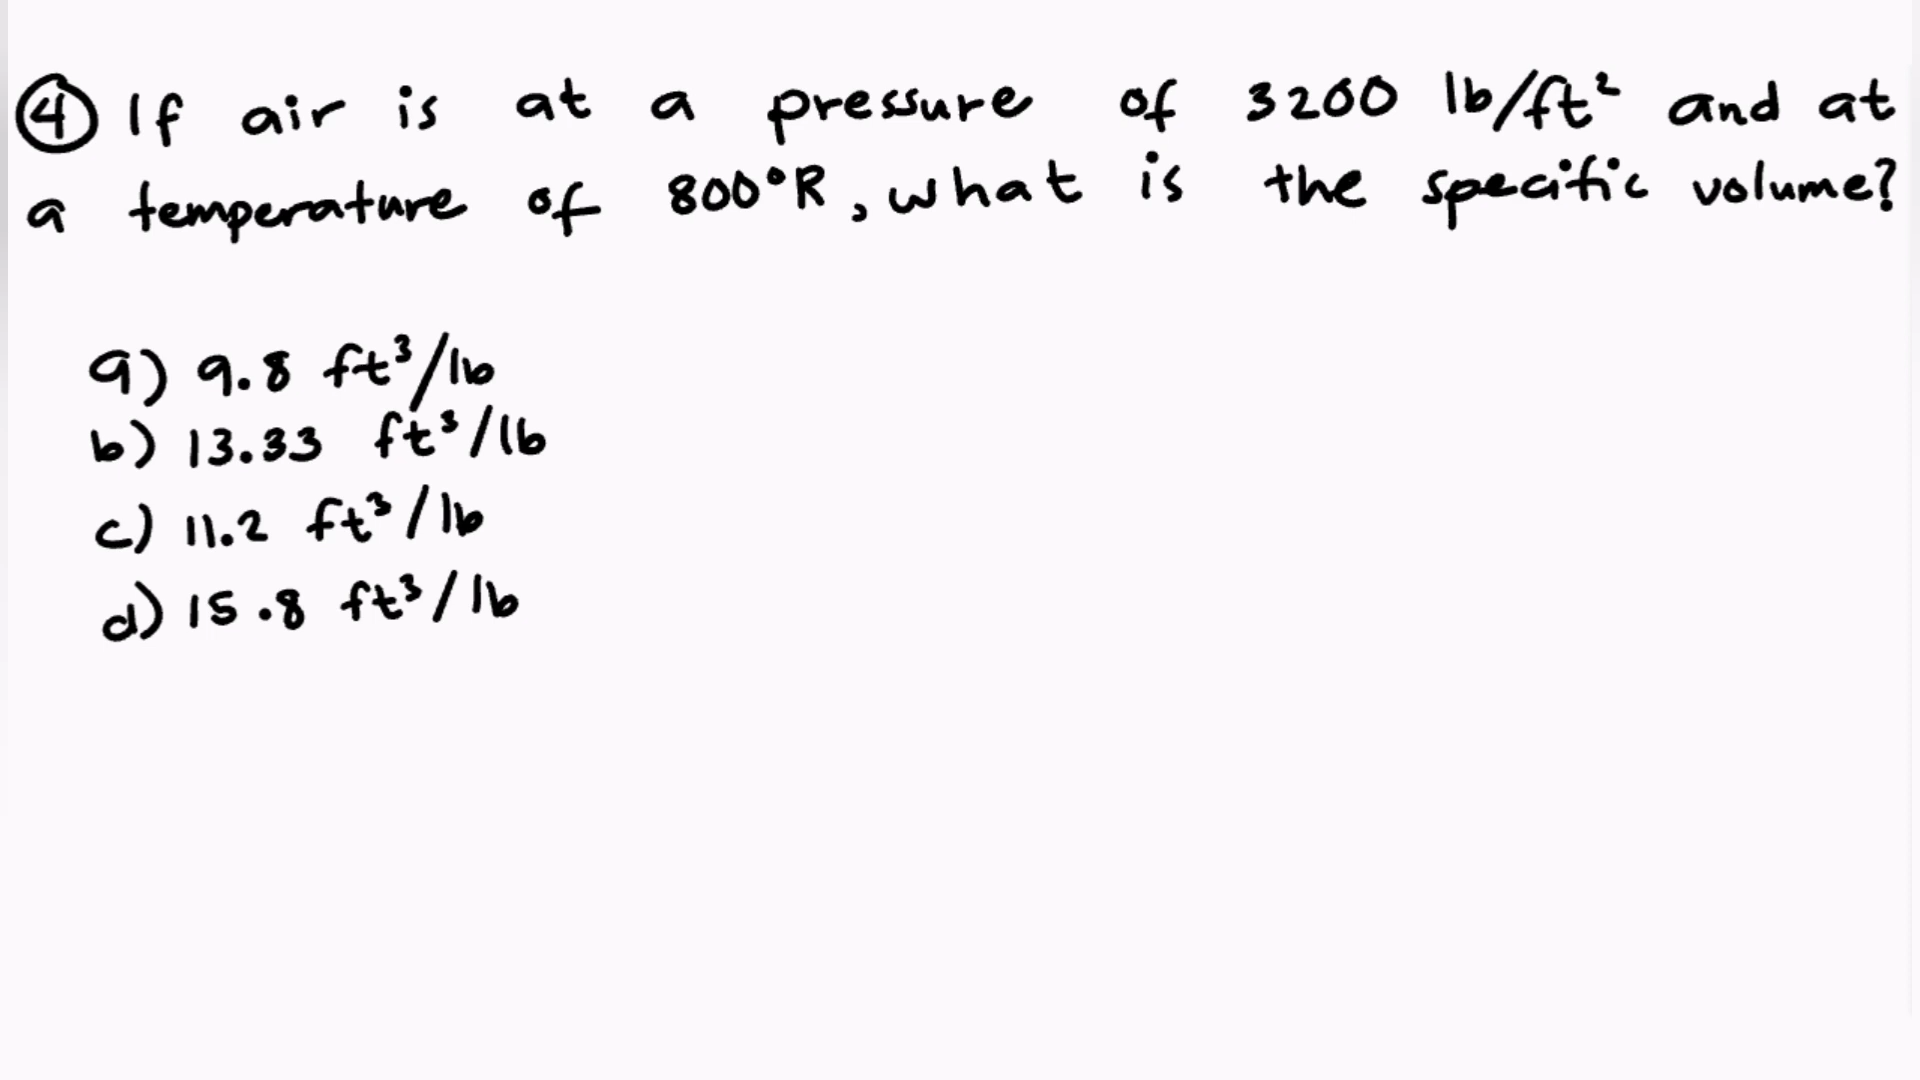 ④ If air is at a pressure of 3200 lb/ft² and at
a temperature of 800°R, what is the specific volume?
a) 9.8 ft³/lb
b) 13.33 ft³/lb
c) 11.2 ft³/lb
d) 15.8 ft³/lb